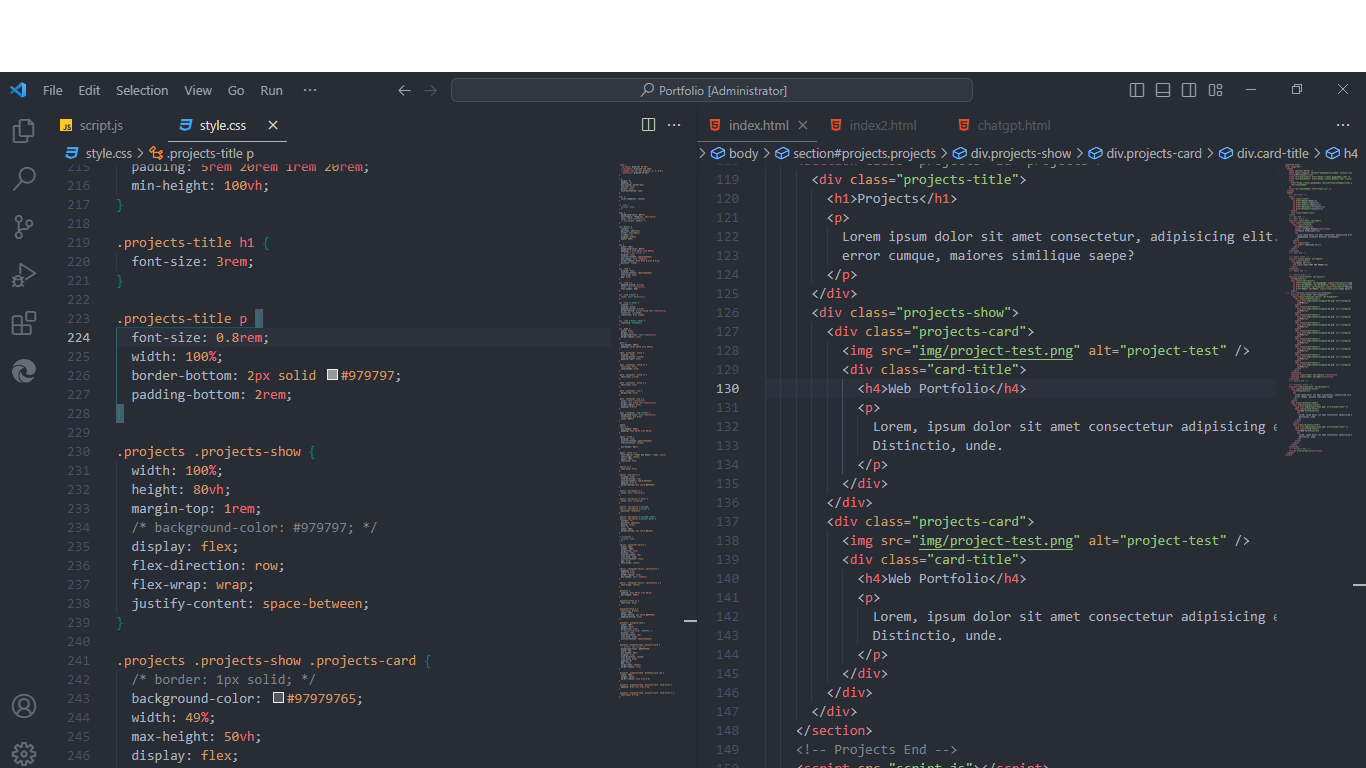 File Edit Selection View Go Run ···
Portfolio [Administrator]
JS script.js
style.css
index.html
index2.html
chatgpt.html
style.css > .projects-title p
body > section#projects.projects > div.projects-show > div.projects-card > div.card-title > h4
215 padding: 5rem 20rem 1rem 20rem;
216 min-height: 100vh;
217 }
218
219 .projects-title h1 {
220 font-size: 3rem;
221 }
222
223 .projects-title p {
224 font-size: 0.8rem;
225 width: 100%;
226 border-bottom: 2px solid #979797;
227 padding-bottom: 2rem;
228 }
229
230 .projects .projects-show {
231 width: 100%;
232 height: 80vh;
233 margin-top: 1rem;
234 /* background-color: #979797; */
235 display: flex;
236 flex-direction: row;
237 flex-wrap: wrap;
238 justify-content: space-between;
239 }
240
241 .projects .projects-show .projects-card {
242 /* border: 1px solid; */
243 background-color: #97979765;
244 width: 49%;
245 max-height: 50vh;
246 display: flex;
119 <div class="projects-title">
120 <h1>Projects</h1>
121 <p>
122 Lorem ipsum dolor sit amet consectetur, adipisicing elit.
123 error cumque, maiores similique saepe?
124 </p>
125 </div>
126 <div class="projects-show">
127 <div class="projects-card">
128 <img src="img/project-test.png" alt="project-test" />
129 <div class="card-title">
130 <h4>Web Portfolio</h4>
131 <p>
132 Lorem, ipsum dolor sit amet consectetur adipisicing e
133 Distinctio, unde.
134 </p>
135 </div>
136 </div>
137 <div class="projects-card">
138 <img src="img/project-test.png" alt="project-test" />
139 <div class="card-title">
140 <h4>Web Portfolio</h4>
141 <p>
142 Lorem, ipsum dolor sit amet consectetur adipisicing e
143 Distinctio, unde.
144 </p>
145 </div>
146 </div>
147 </div>
148 </section>
149 <!-- Projects End -->
150 <script src="script.js"></script>